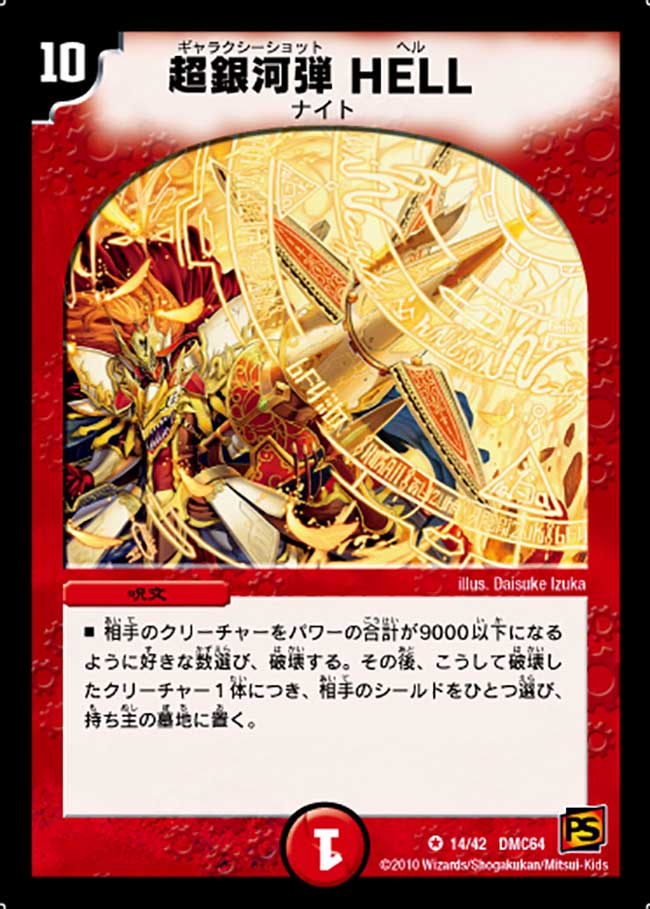 10
ギャラクシーショット ヘル
超銀河弾 HELL
ナイト
illus. Daisuke Izuka
呪文
■ 相手のクリーチャーをパワーの合計が9000以下になる
ように好きな数選び、破壊する。その後、こうして破壊し
たクリーチャー1体につき、相手のシールドをひとつ選び、
持ち主の墓地に置く。
14/42 DMC64
PS
©2010 Wizards/Shogakukan/Mitsui-Kids